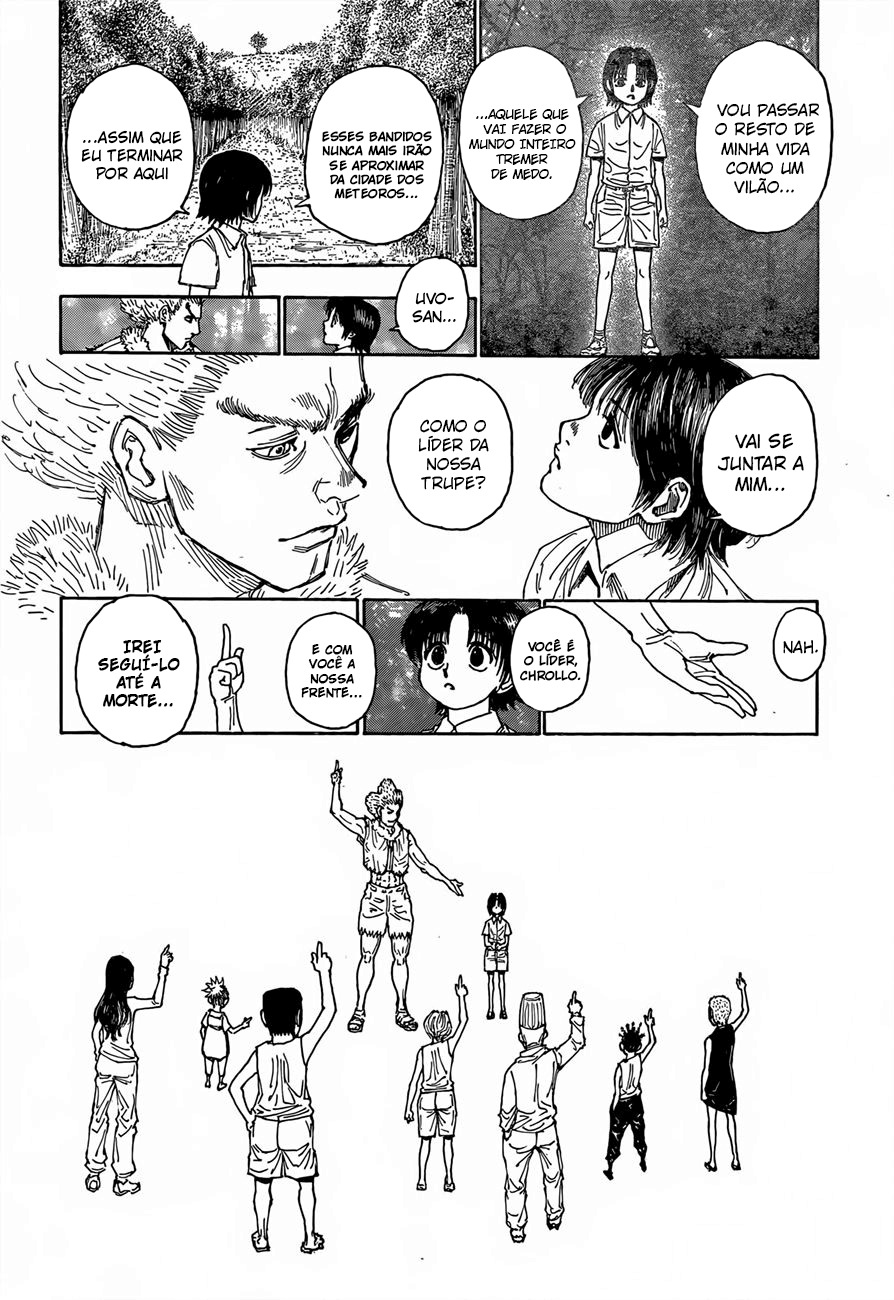 VOU PASSAR
O RESTO DE
MINHA VIDA
COMO UM
VILÃO...
...AQUELE QUE
VAI FAZER O
MUNDO INTEIRO
TREMER
DE MEDO.
ESSES BANDIDOS
NUNCA MAIS IRÃO
SE APROXIMAR
DA CIDADE DOS
METEOROS...
...ASSIM QUE
EU TERMINAR
POR AQUI
UVO-
SAN...
VAI SE
JUNTAR A
MIM...
COMO O
LÍDER DA
NOSSA
TRUPE?
NAH.
VOCÊ É
O LÍDER,
CHROLLO.
E COM
VOCÊ A
NOSSA
FRENTE...
IREI
SEGUÍ-LO
ATÉ A
MORTE...